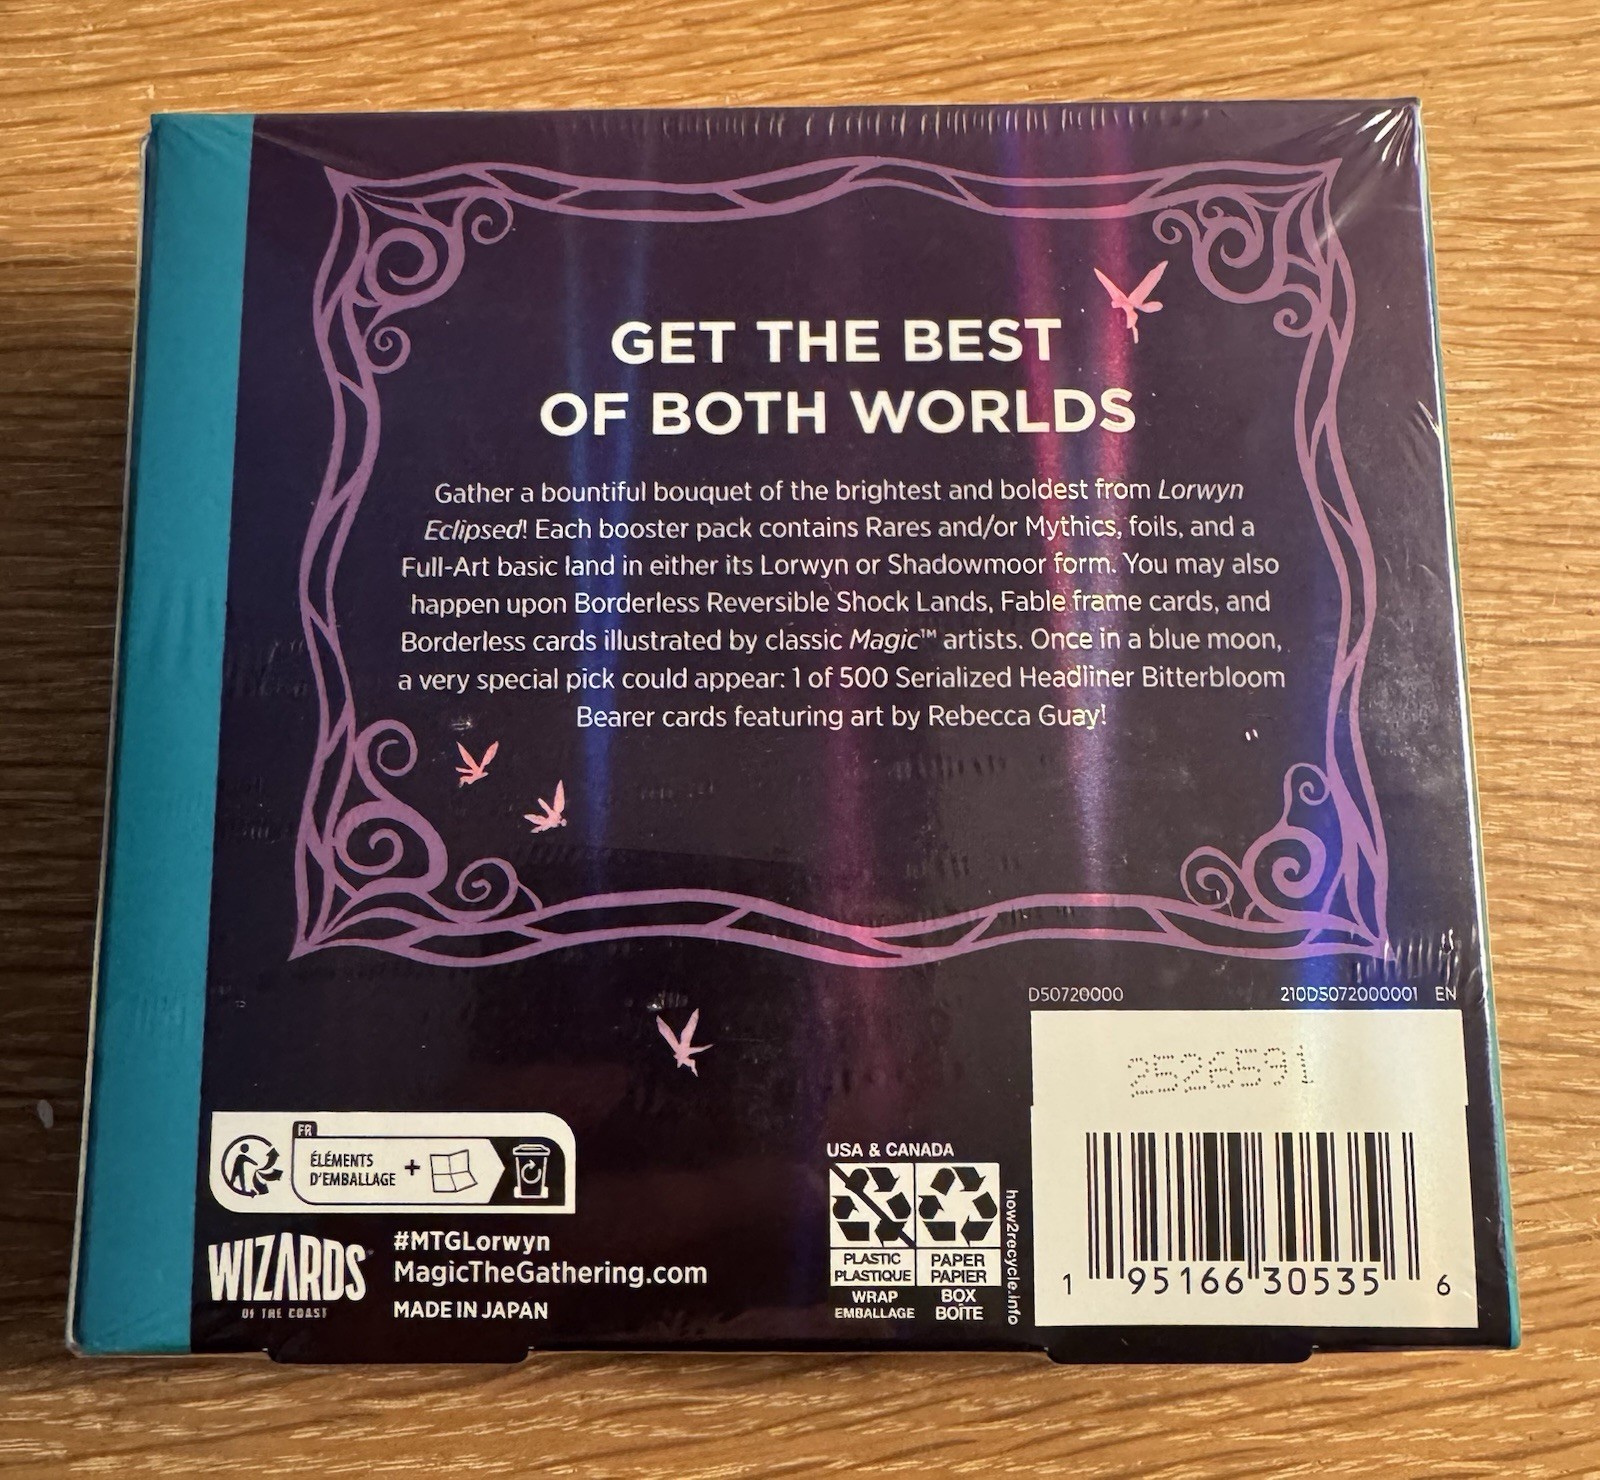 GET THE BEST
OF BOTH WORLDS
Gather a bountiful bouquet of the brightest and boldest from Lorwyn
Eclipsed! Each booster pack contains Rares and/or Mythics, foils, and a
Full-Art basic land in either its Lorwyn or Shadowmoor form. You may also
happen upon Borderless Reversible Shock Lands, Fable frame cards, and
Borderless cards illustrated by classic Magic™ artists. Once in a blue moon,
a very special pick could appear: 1 of 500 Serialized Headliner Bitterbloom
Bearer cards featuring art by Rebecca Guay!
D50720000
210D5072000001 EN
2526591
FR
ÉLÉMENTS
D'EMBALLAGE
+
WIZARDS
OF THE COAST
#MTGLorwyn
MagicTheGathering.com
MADE IN JAPAN
USA & CANADA
PLASTIC
PLASTIQUE
WRAP
EMBALLAGE
PAPER
PAPIER
BOX
BOÎTE
how2recycle.info
1 95166 30535 6